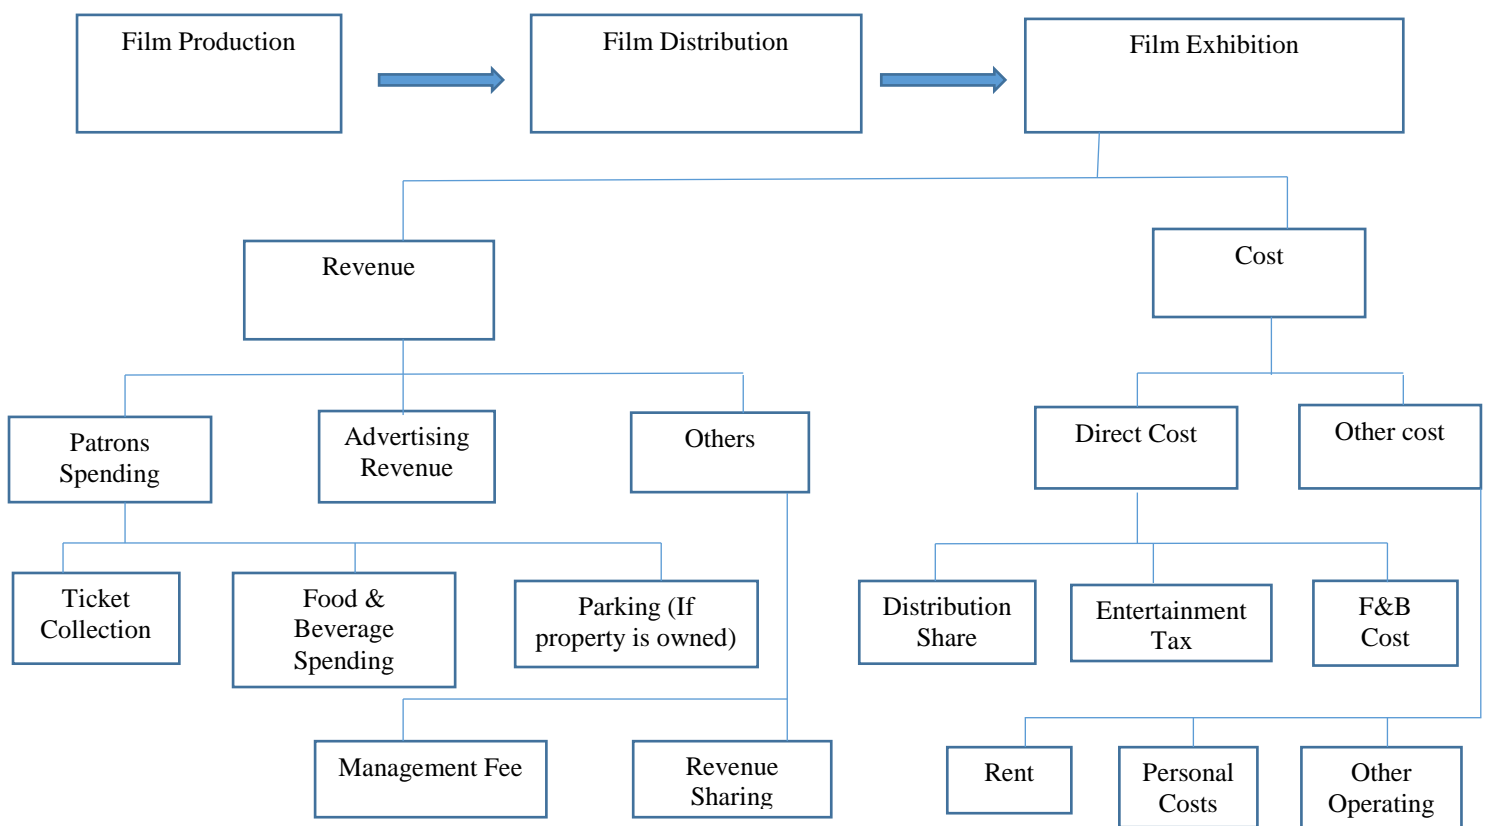 Film Production
Film Distribution
Film Exhibition
Revenue
Cost
Patrons
Spending
Advertising
Revenue
Others
Direct Cost
Other cost
Ticket
Collection
Food &
Beverage
Spending
Parking (If
property is owned)
Distribution
Share
Entertainment
Tax
F&B
Cost
Management Fee
Revenue
Sharing
Rent
Personal
Costs
Other
Operating